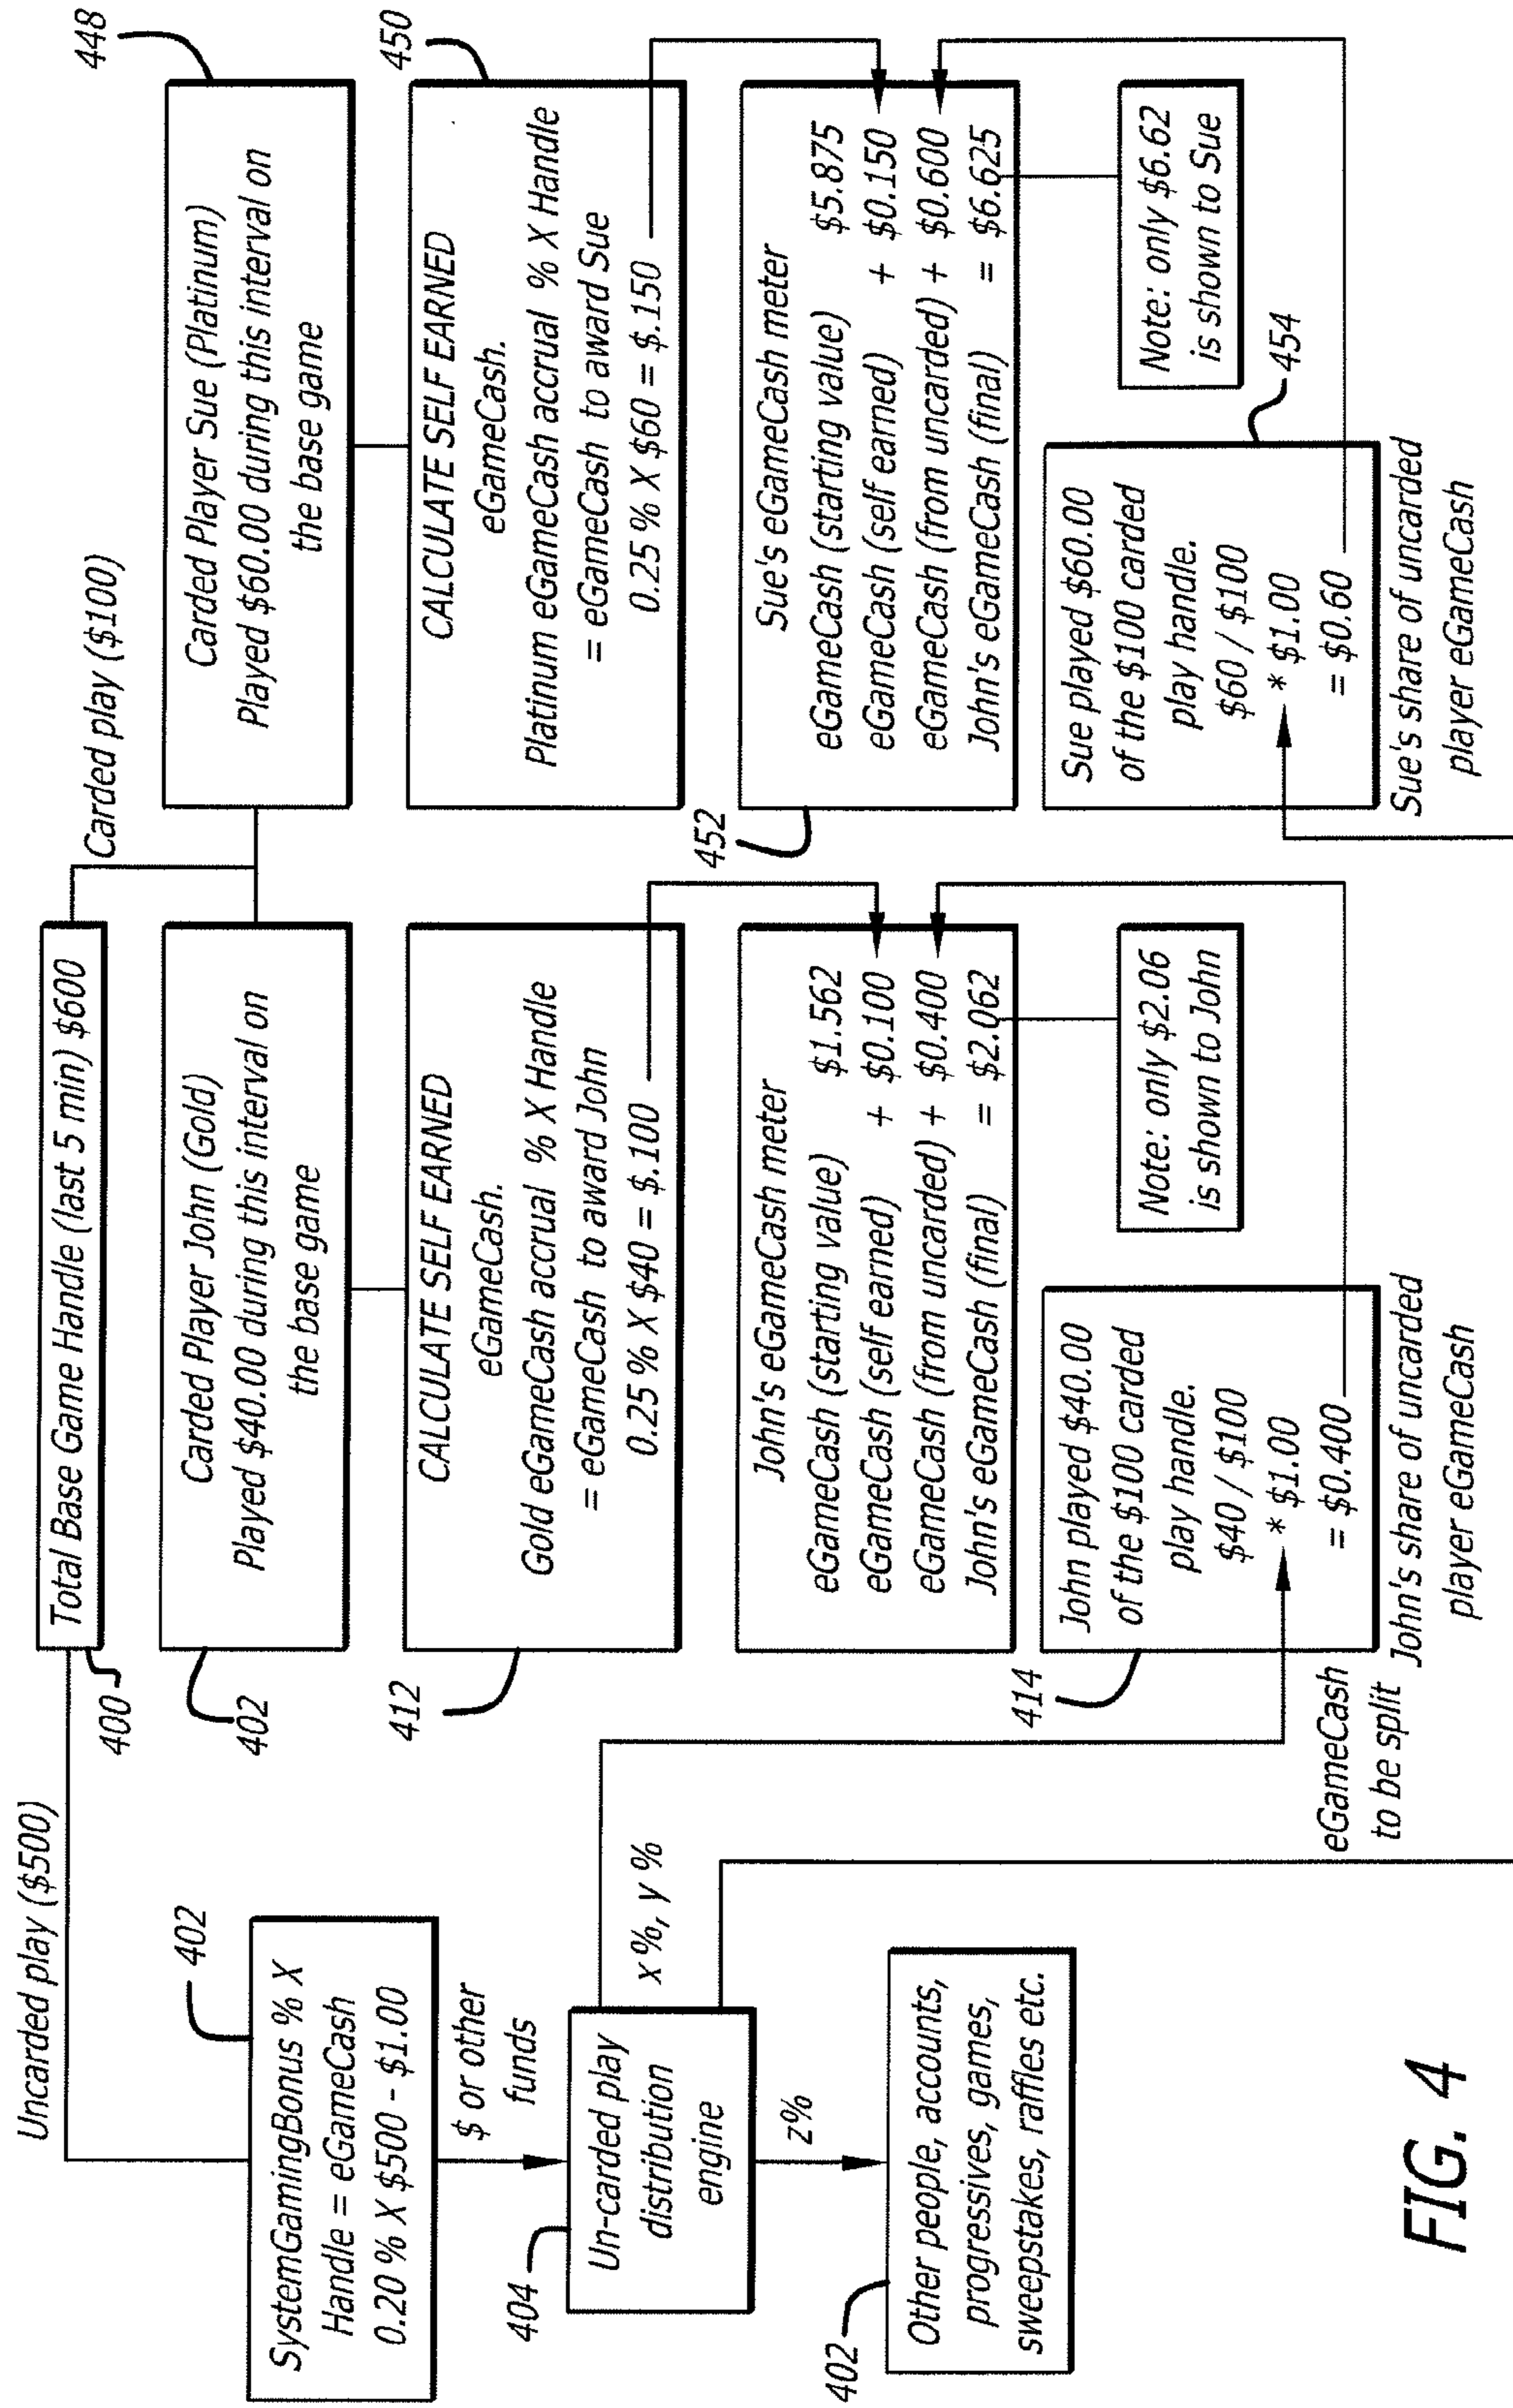 Uncarded play ($500)
Total Base Game Handle (last 5 min) $600
400
Carded play ($100)
402
SystemGamingBonus % X
Handle = eGameCash
0.20 % X $500 - $1.00
$ or other
funds
404
Un-carded play
distribution
engine
x%, y %
z%
402
Other people, accounts,
progressives, games,
sweepstakes, raffles etc.
402
Carded Player John (Gold)
Played $40.00 during this interval on
the base game
412
CALCULATE SELF EARNED
eGameCash.
Gold eGameCash accrual % X Handle
= eGameCash to award John
0.25 % X $40 = $.100
John's eGameCash meter
eGameCash (starting value) $1.562
eGameCash (self earned) + $0.100
eGameCash (from uncarded) + $0.400
John's eGameCash (final) = $2.062
Note: only $2.06
is shown to John
414
John played $40.00
of the $100 carded
play handle.
$40 / $100
* $1.00
= $0.400
eGameCash
to be split
John's share of uncarded
player eGameCash
448
Carded Player Sue (Platinum)
Played $60.00 during this interval on
the base game
450
CALCULATE SELF EARNED
eGameCash.
Platinum eGameCash accrual % X Handle
= eGameCash to award Sue
0.25 % X $60 = $.150
452
Sue's eGameCash meter
eGameCash (starting value) $5.875
eGameCash (self earned) + $0.150
eGameCash (from uncarded) + $0.600
John's eGameCash (final) = $6.625
Note: only $6.62
is shown to Sue
454
Sue played $60.00
of the $100 carded
play handle.
$60 / $100
* $1.00
= $0.60
Sue's share of uncarded
player eGameCash
FIG. 4